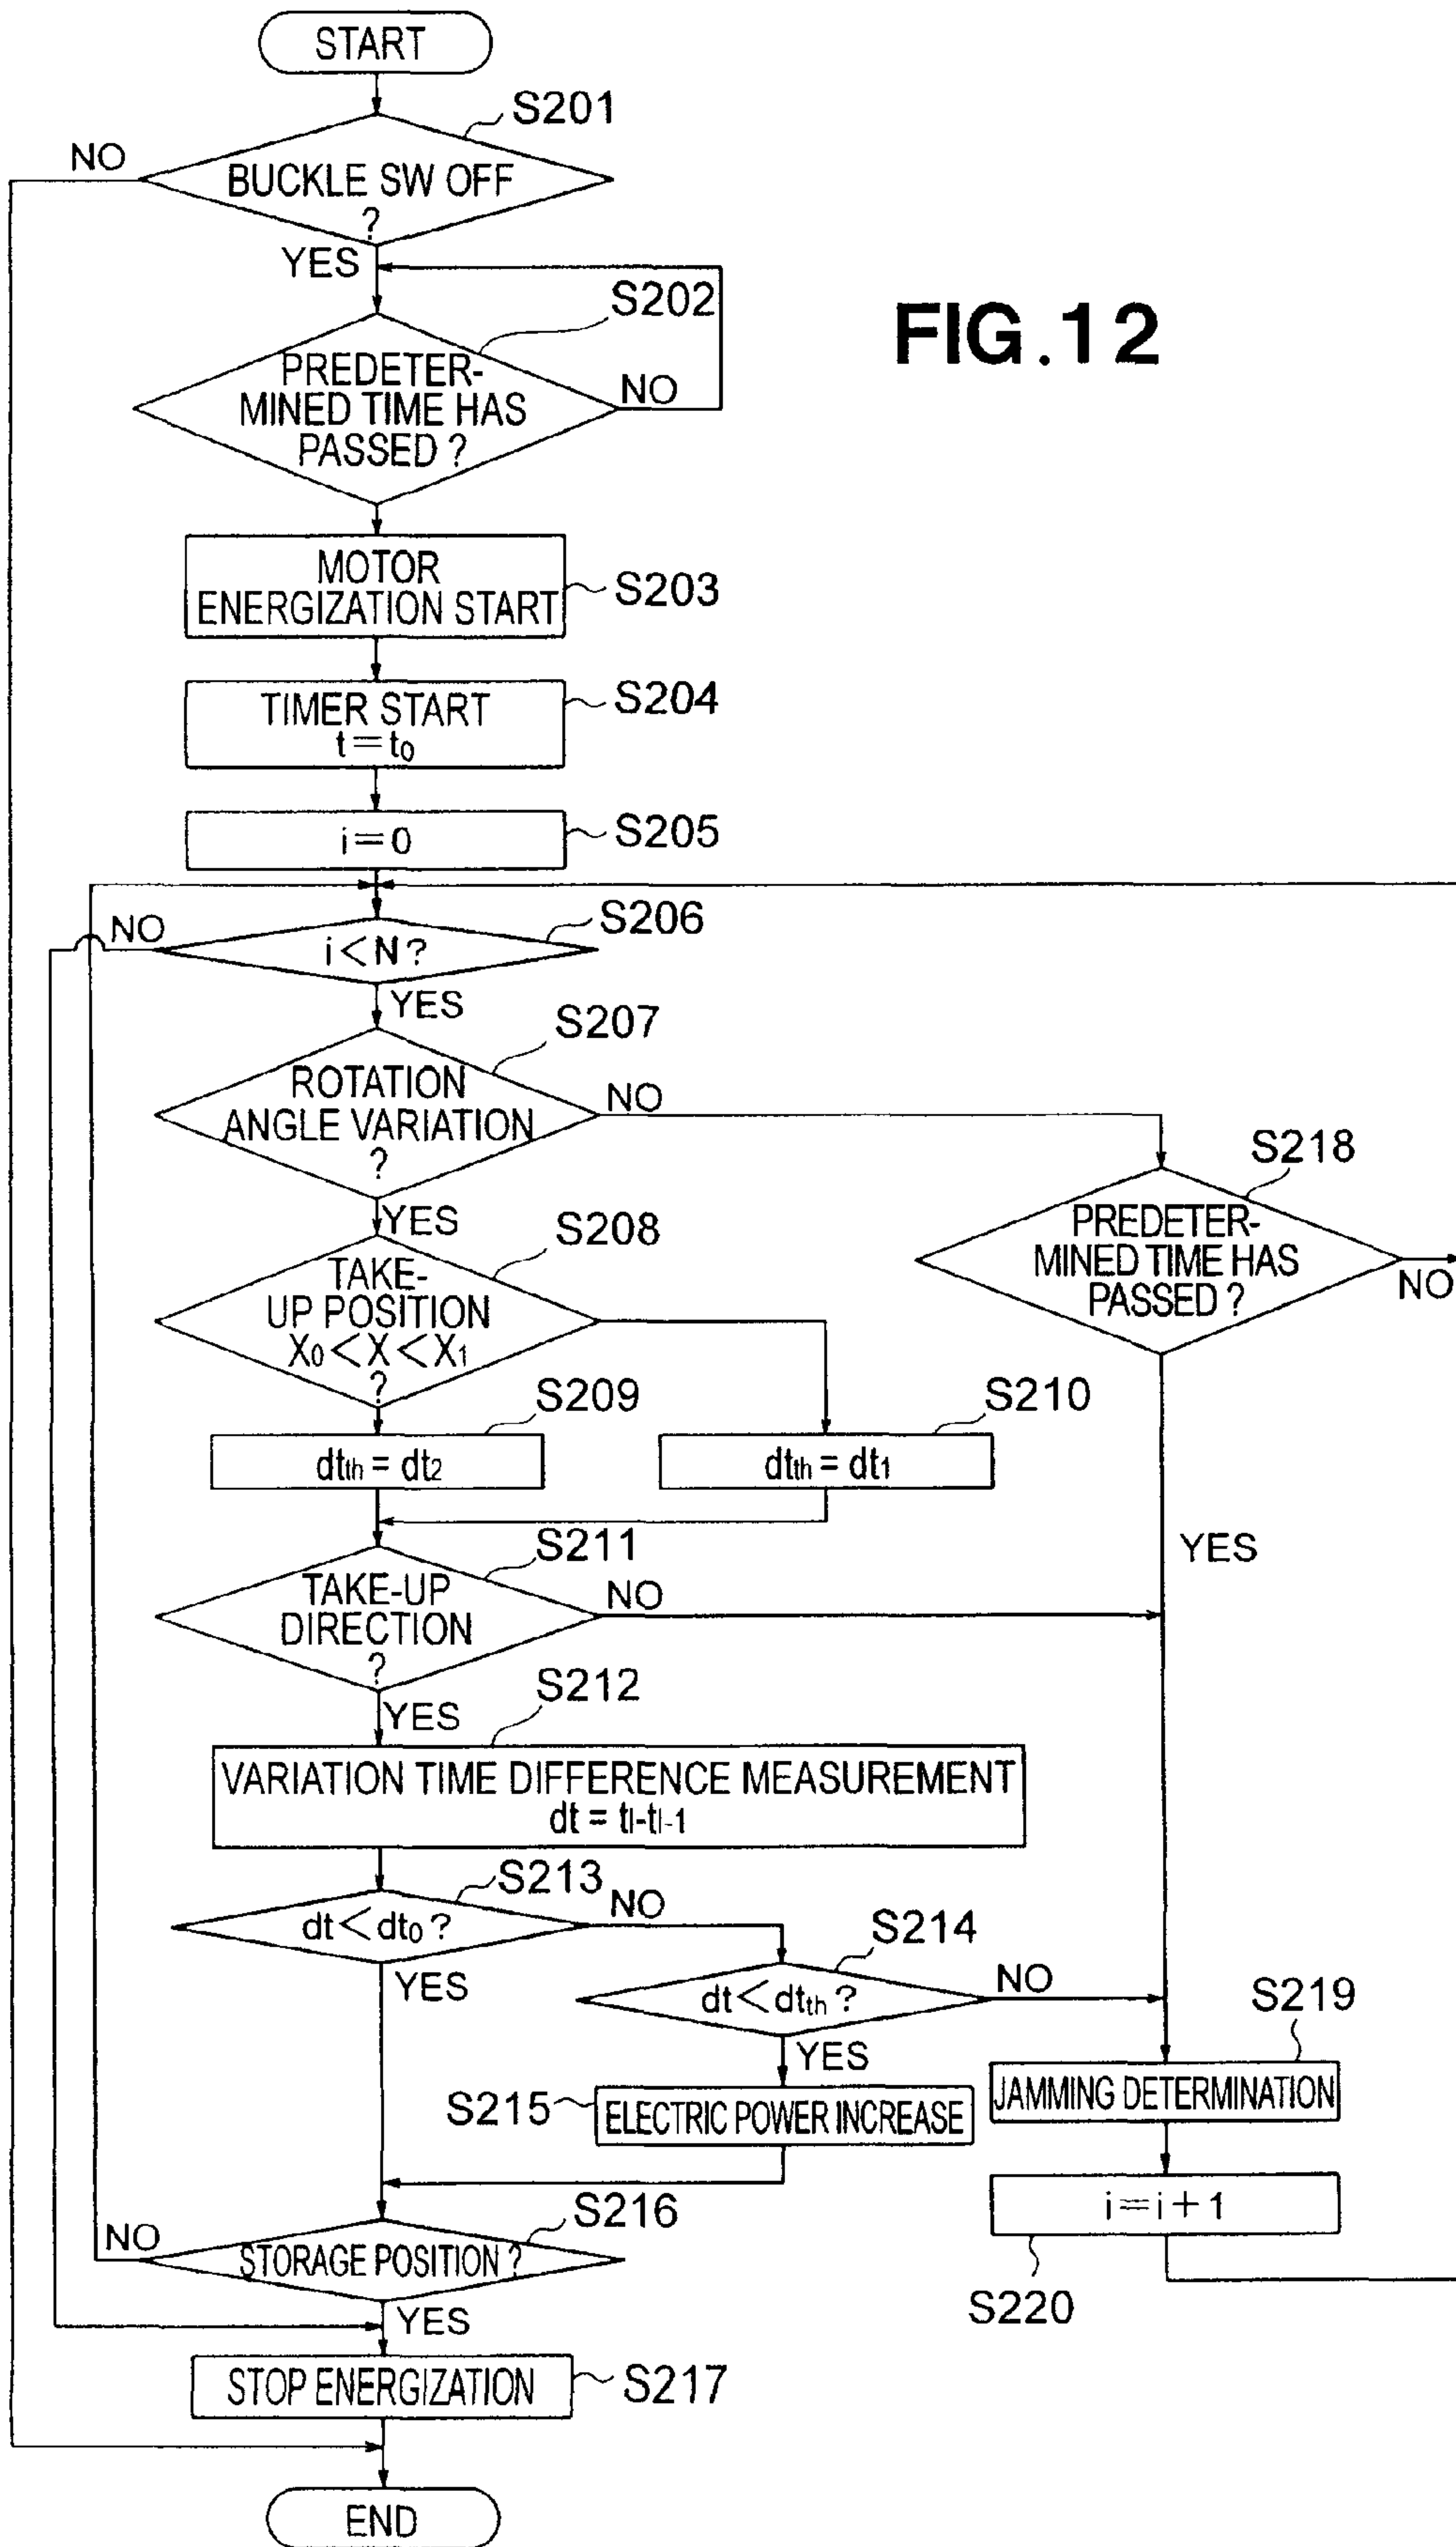 START
S201
NO
BUCKLE SW OFF
?
YES
S202
FIG.12
PREDETER-
MINED TIME HAS
PASSED ?
NO
MOTOR
ENERGIZATION START
S203
TIMER START
t=t0
S204
i=0
S205
S206
NO
i<N?
YES
S207
ROTATION
ANGLE VARIATION
?
NO
YES
S218
PREDETER-
MINED TIME HAS
PASSED ?
NO
YES
S208
TAKE-
UP POSITION
X0<X<X1
?
S209
dtth = dt2
S210
dtth = dt1
S211
TAKE-UP
DIRECTION
?
NO
YES
S212
VARIATION TIME DIFFERENCE MEASUREMENT
dt = tI-tI-1
S213
dt<dt0?
NO
YES
S214
dt<dtth?
NO
YES
S215
ELECTRIC POWER INCREASE
S219
JAMMING DETERMINATION
i=i+1
S220
S216
NO
STORAGE POSITION?
YES
STOP ENERGIZATION
S217
END